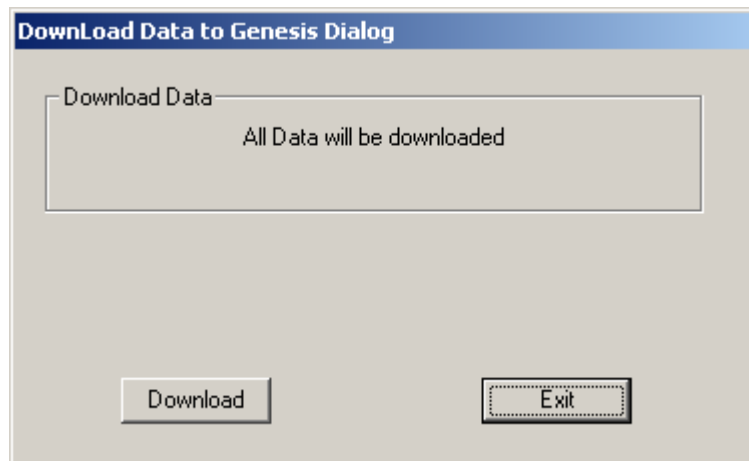 DownLoad Data to Genesis Dialog
Download Data
All Data will be downloaded
Download
Exit